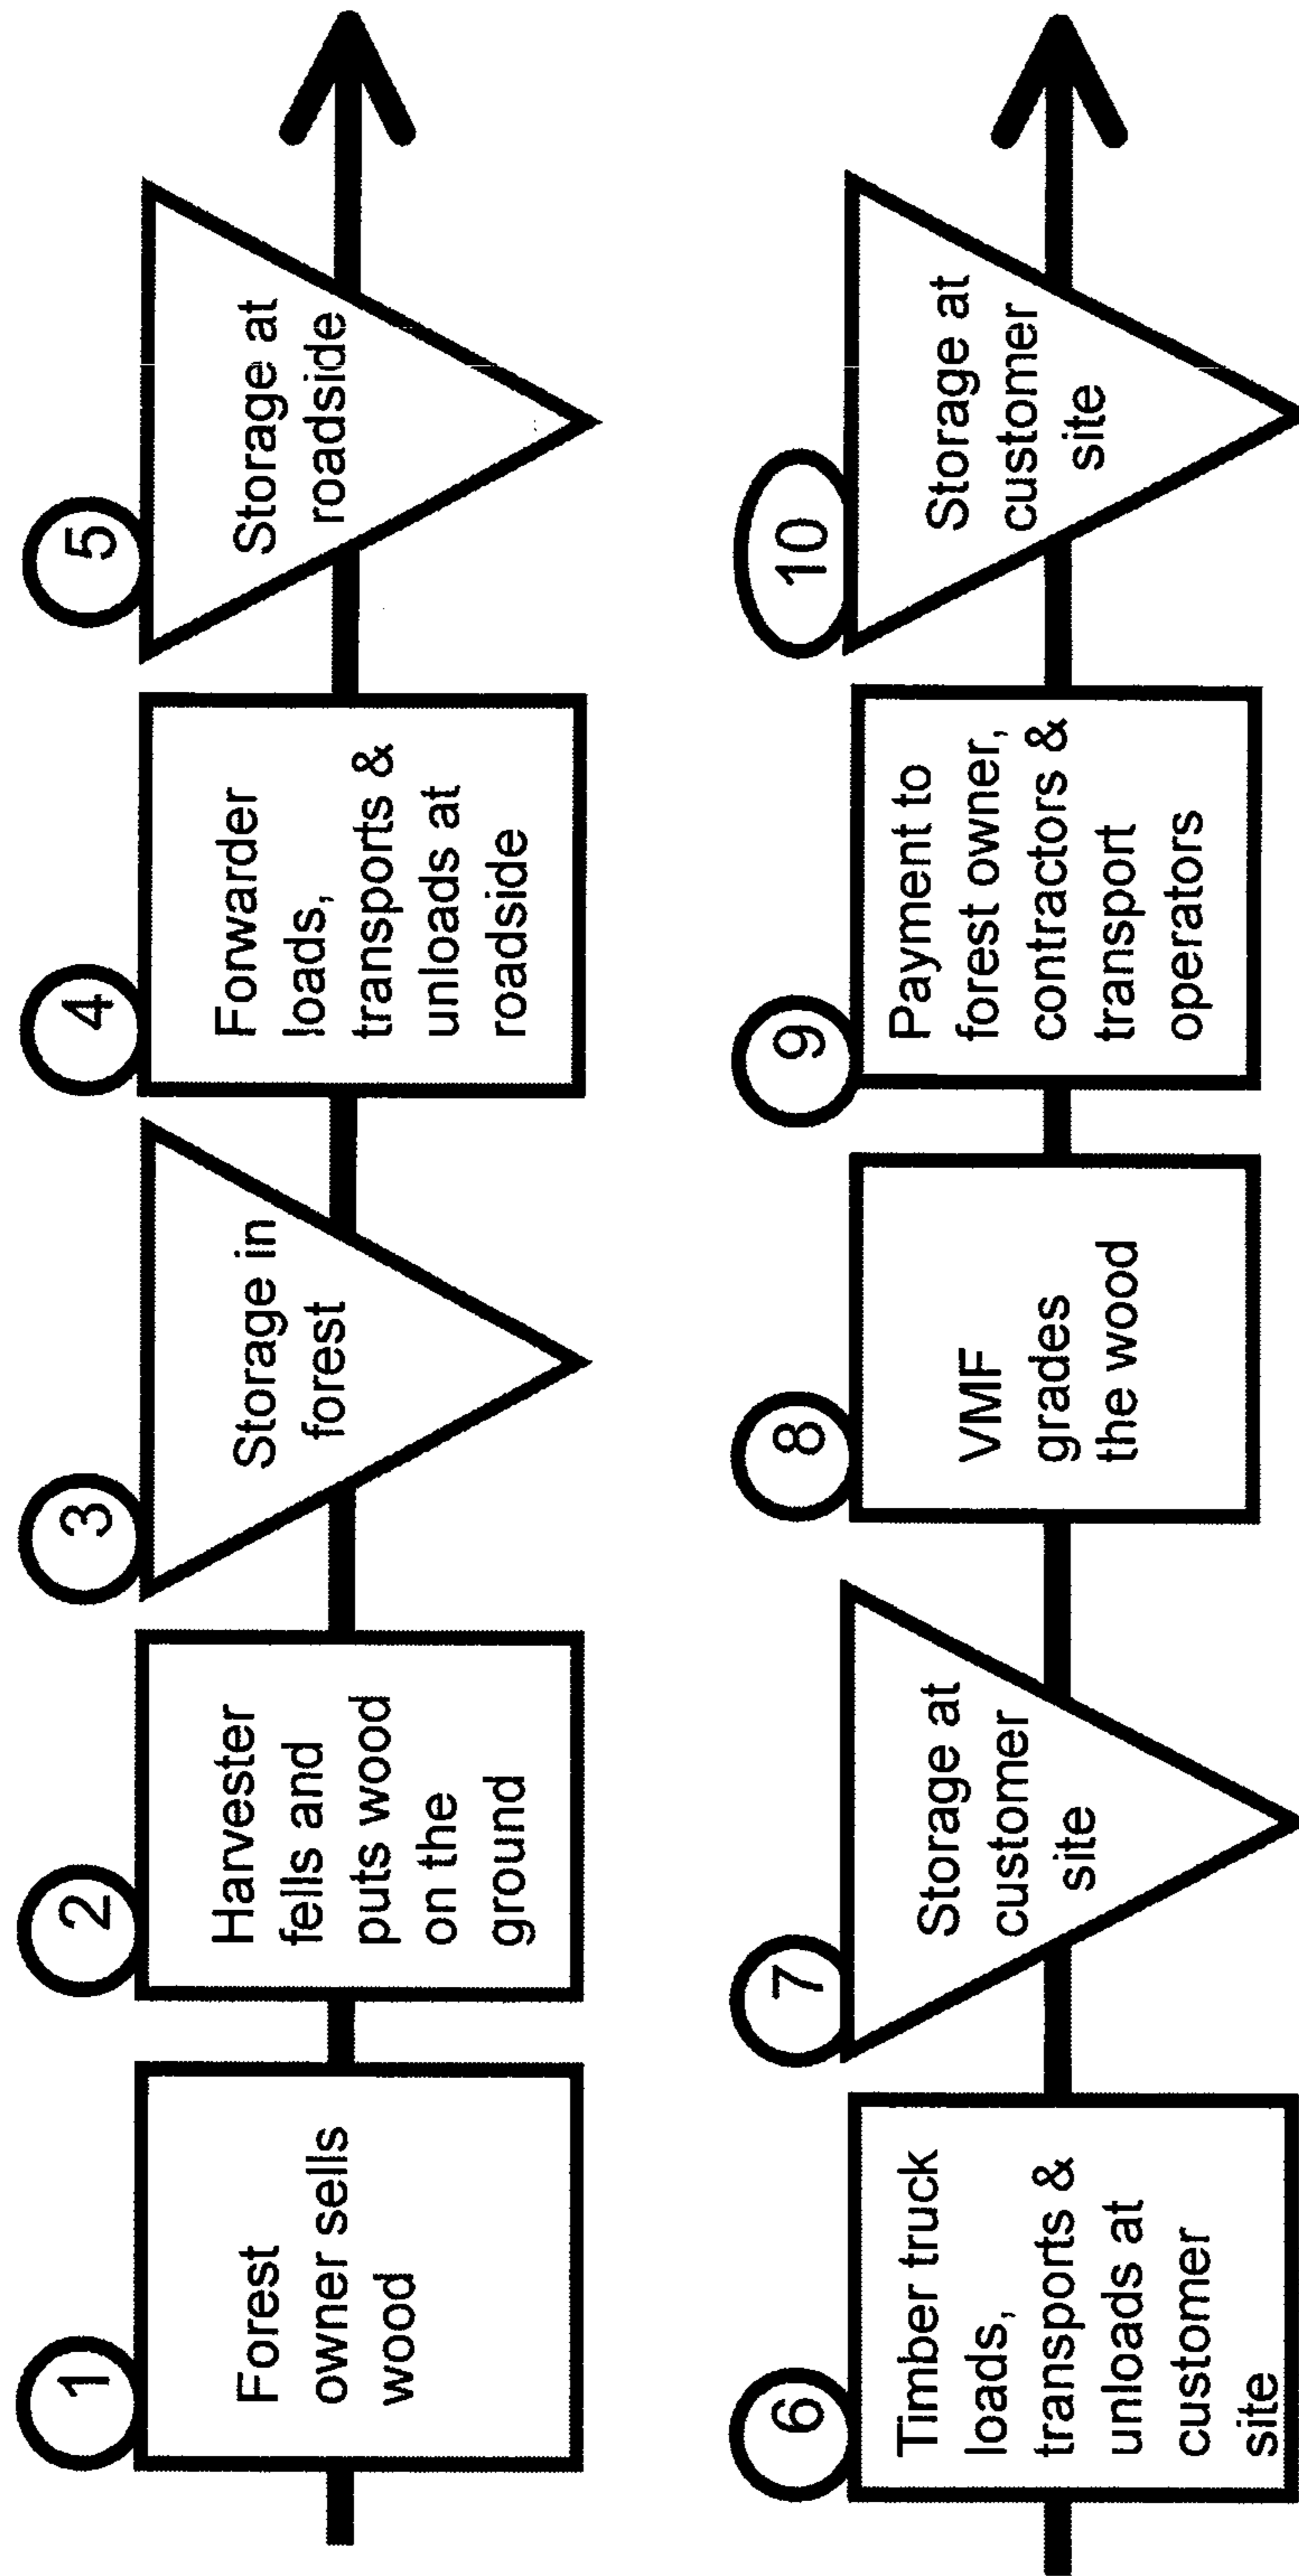 1
Forest
owner sells
wood
2
Harvester
fells and
puts wood
on the
ground
3
Storage in
forest
4
Forwarder
loads,
transports &
unloads at
roadside
5
Storage at
roadside
6
Timber truck
loads,
transports &
unloads at
customer
site
7
Storage at
customer
site
8
VMF
grades
the wood
9
Payment to
forest owner,
contractors &
transport
operators
10
Storage at
customer
site